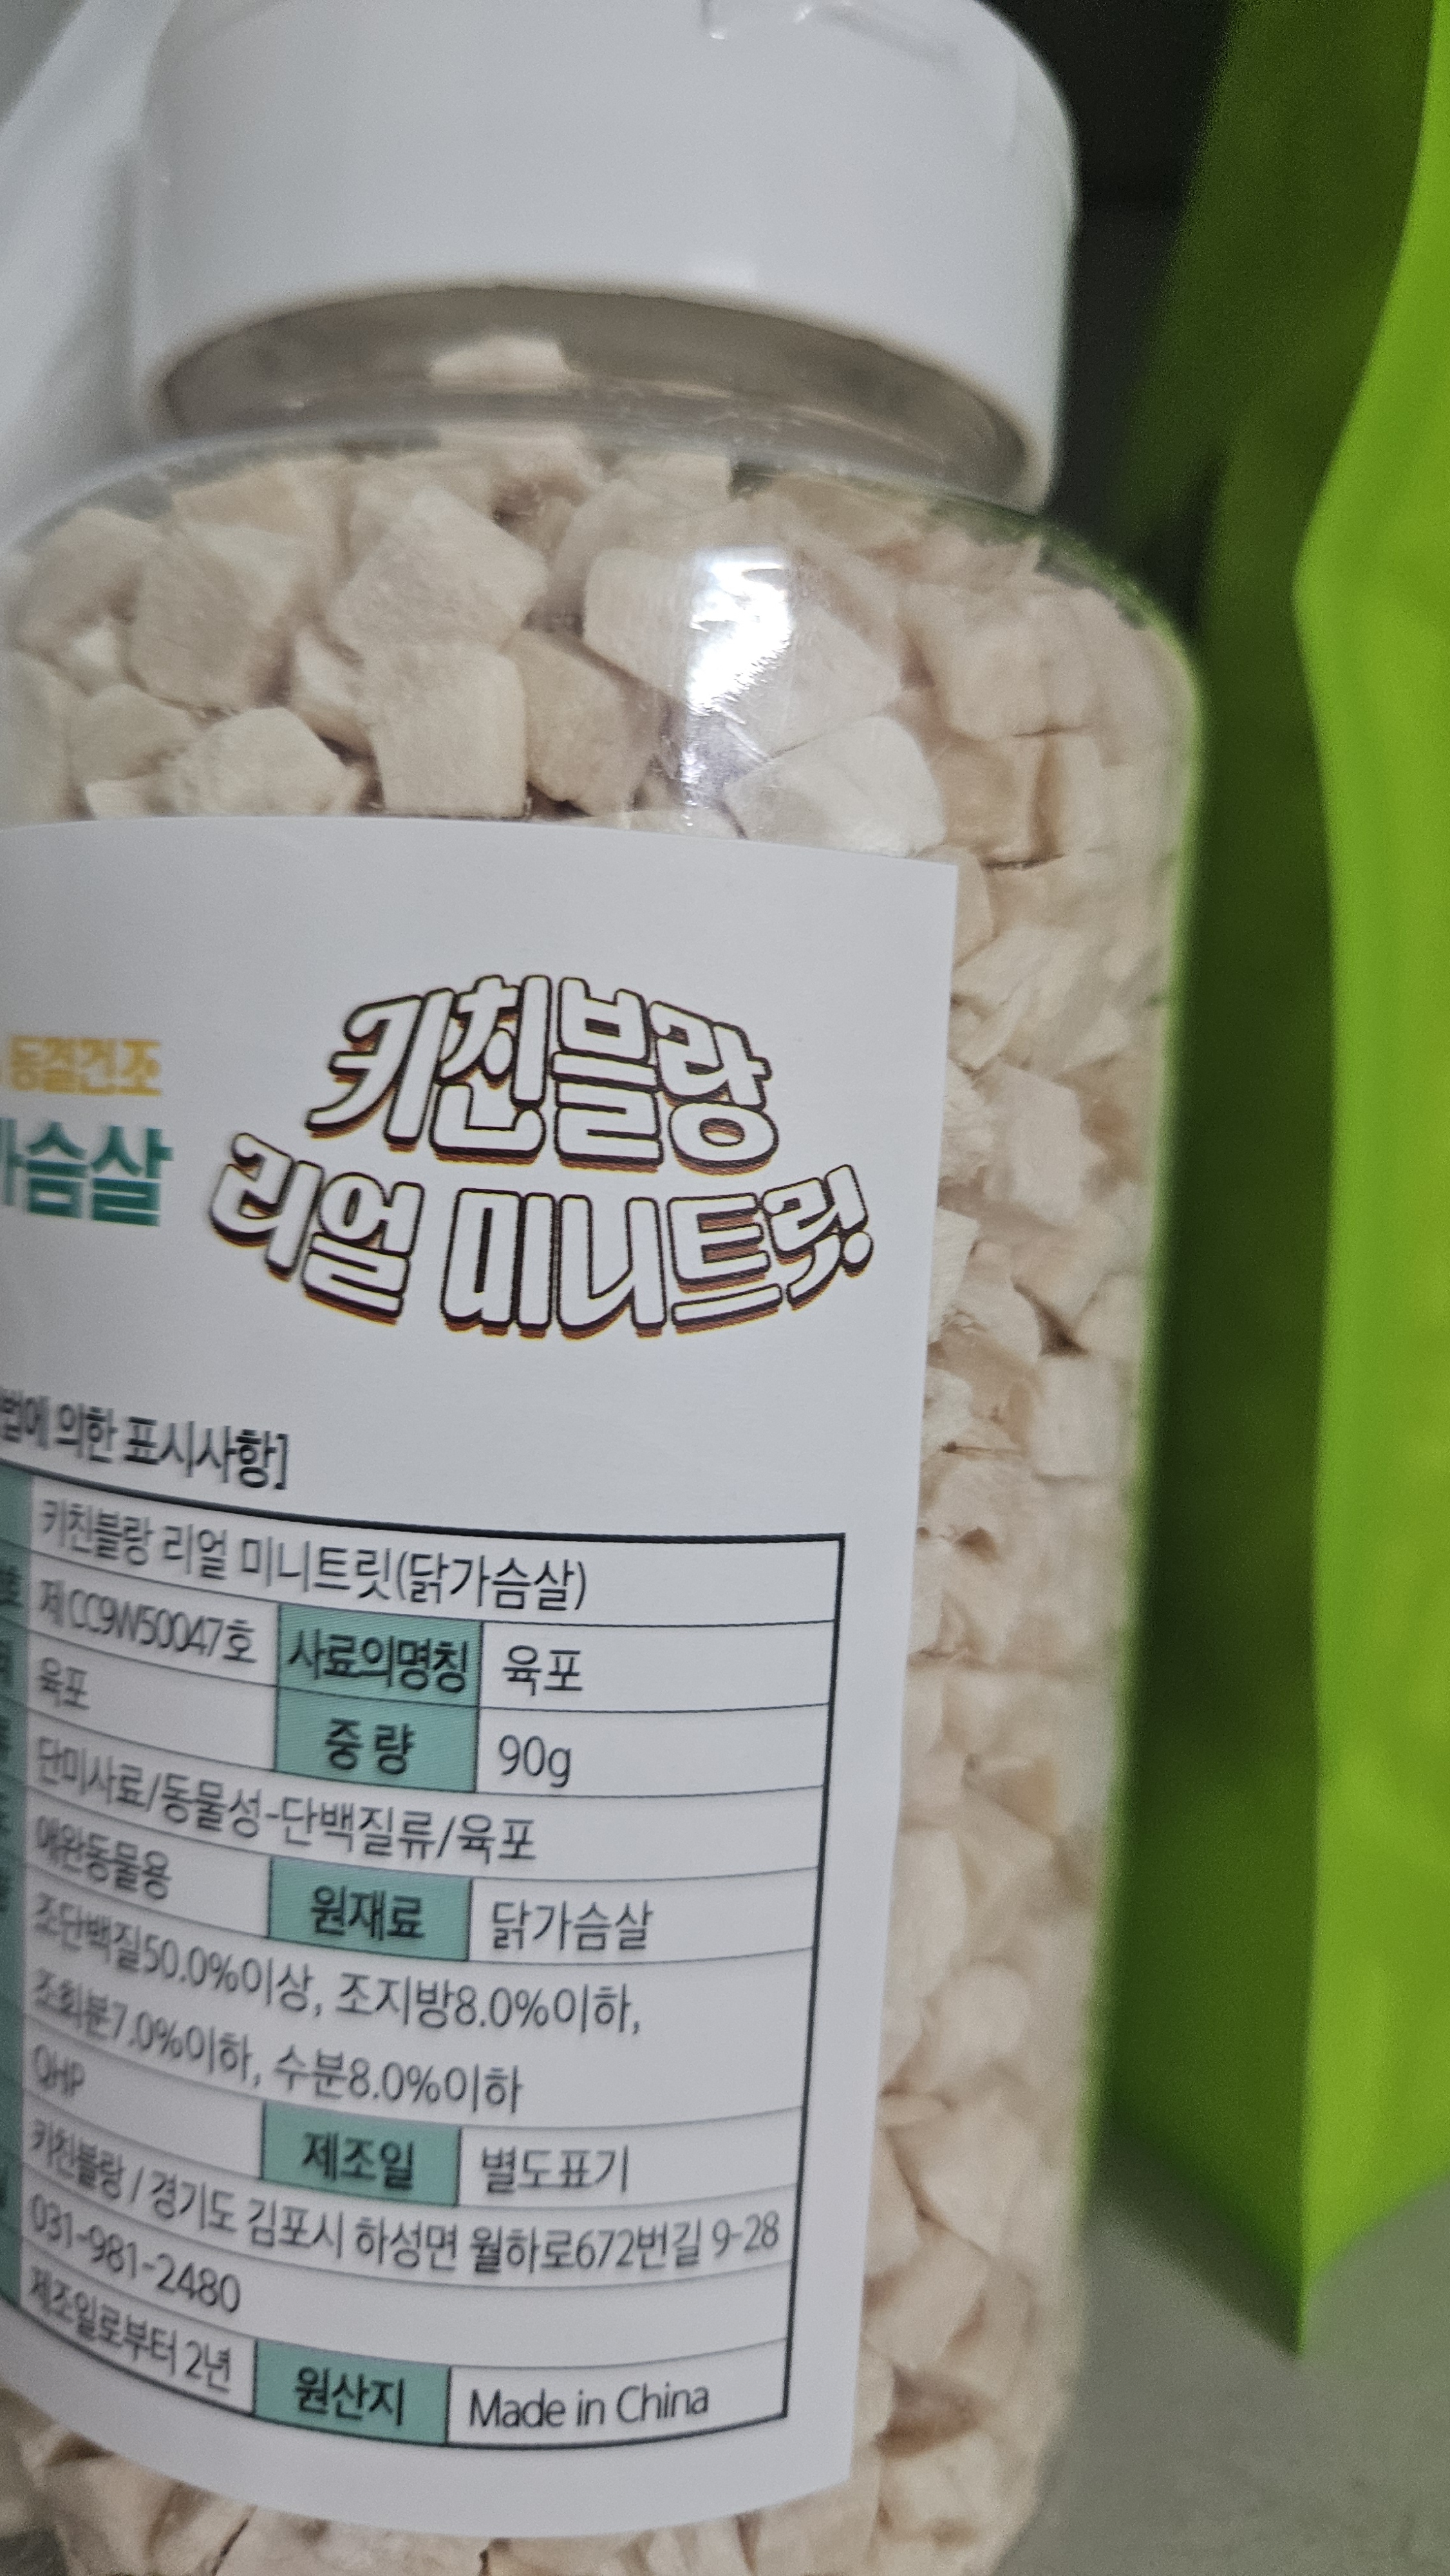 동결건조
가슴살
키친블랑
리얼 미니트릿
법에 의한 표시사항]
키친블랑 리얼 미니트릿(닭가슴살)
제 CC9W50047호 사료의명칭 육포
육포 중량 90g
단미사료/동물성-단백질류/육포
애완동물용 원재료 닭가슴살
조단백질50.0%이상, 조지방8.0%이하,
조회분7.0%이하, 수분8.0%이하
QHP 제조일 별도표기
키친블랑 / 경기도 김포시 하성면 월하로672번길 9-28
031-981-2480
제조일로부터 2년 원산지 Made in China